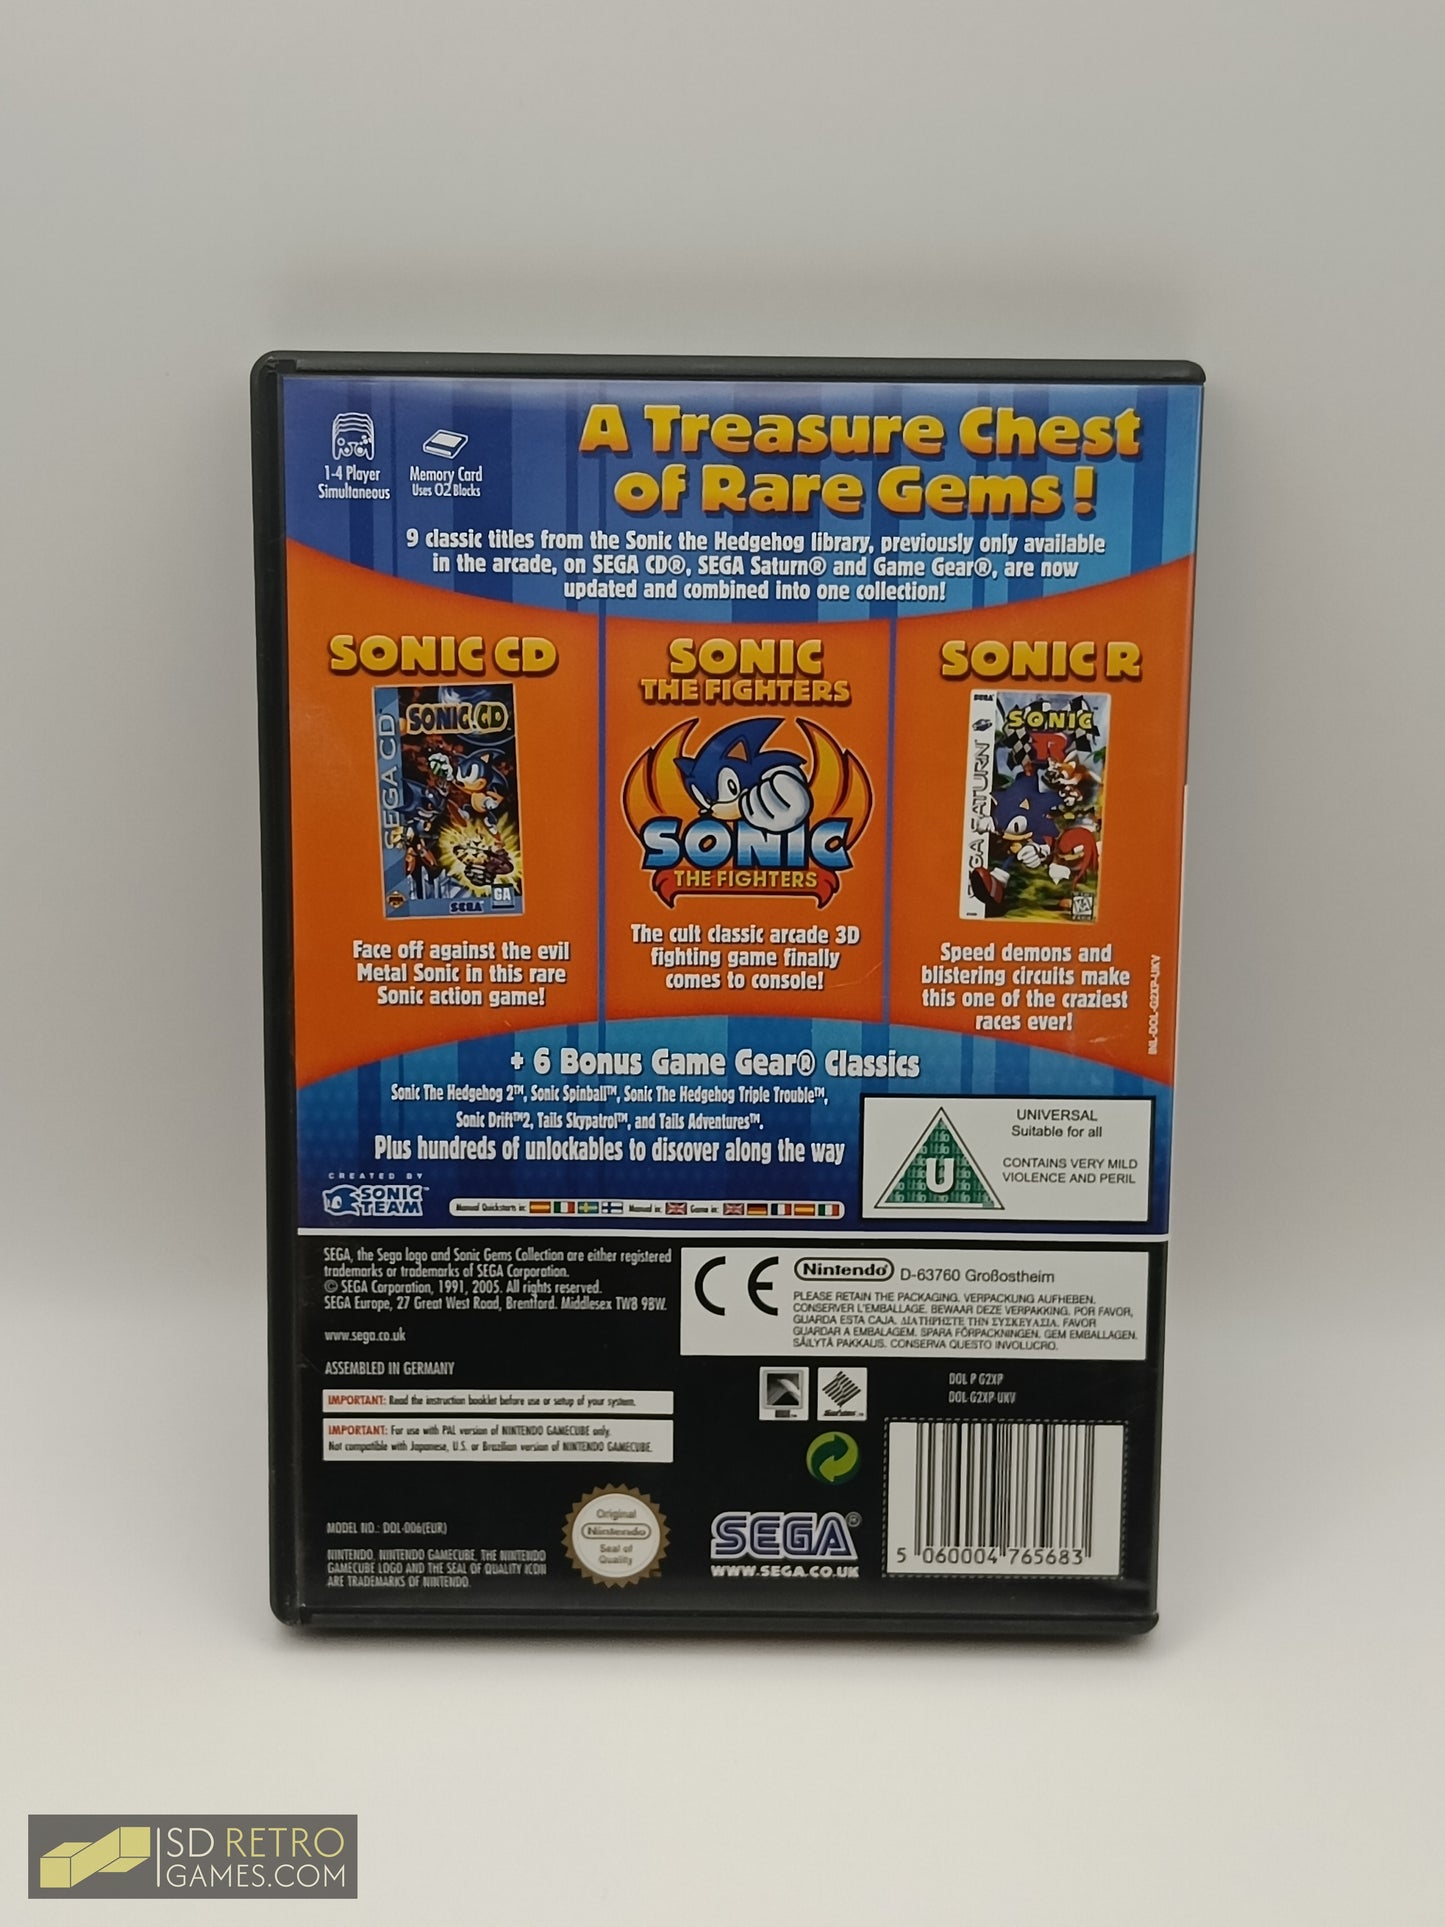 1-4 Player
Simultaneous
Memory Card
Uses 02 Blocks
A Treasure Chest
of Rare Gems!
9 classic titles from the Sonic the Hedgehog library, previously only available
in the arcade, on SEGA CD®, SEGA Saturn® and Game Gear®, are now
updated and combined into one collection!
SONIC CD
SEGA CD
SONIC CD
SEGA
GA
Face off against the evil
Metal Sonic in this rare
Sonic action game!
SONIC
THE FIGHTERS
SONIC
THE FIGHTERS
The cult classic arcade 3D
fighting game finally
comes to console!
SONIC R
SEGA
SONIC
R
SEGA SATURN
KA
Speed demons and
blistering circuits make
this one of the craziest
races ever!
INL-DOL-G2XP-UKV
+ 6 Bonus Game Gear® Classics
Sonic The Hedgehog 2™, Sonic Spinball™, Sonic The Hedgehog Triple Trouble™,
Sonic Drift™2, Tails Skypatrol™, and Tails Adventures™.
Plus hundreds of unlockables to discover along the way
CREATED BY
SONIC
TEAM™
Manual Quickstarts in: Manual in: Game in:
U
UNIVERSAL
Suitable for all
CONTAINS VERY MILD
VIOLENCE AND PERIL
SEGA, the Sega logo and Sonic Gems Collection are either registered
trademarks or trademarks of SEGA Corporation.
© SEGA Corporation, 1991, 2005. All rights reserved.
SEGA Europe, 27 Great West Road, Brentford. Middlesex TW8 9BW.
www.sega.co.uk
ASSEMBLED IN GERMANY
IMPORTANT: Read the instruction booklet before use or setup of your system.
IMPORTANT: For use with PAL version of NINTENDO GAMECUBE only.
Not compatible with Japanese, U.S. or Brazilian version of NINTENDO GAMECUBE.
CE
Nintendo® D-63760 Großostheim
PLEASE RETAIN THE PACKAGING. VERPACKUNG AUFHEBEN.
CONSERVER L'EMBALLAGE. BEWAAR DEZE VERPAKKING. POR FAVOR,
GUARDA ESTA CAJA. ΔΙΑΤΗΡΗΣΤΕ ΤΗΝ ΣΥΣΚΕΥΑΣΙΑ. FAVOR
GUARDAR A EMBALAGEM. SPARA FÖRPACKNINGEN. GEM EMBALLAGEN.
SÄILYTÄ PAKKAUS. CONSERVA QUESTO INVOLUCRO.
DOL P G2XP
DOL-G2XP-UKV
MODEL NO.: DOL-006(EUR)
NINTENDO, NINTENDO GAMECUBE, THE NINTENDO
GAMECUBE LOGO AND THE SEAL OF QUALITY ICON
ARE TRADEMARKS OF NINTENDO.
Original
Nintendo
Seal of
Quality
SEGA®
WWW.SEGA.CO.UK
5 060004 765683
SD RETRO
GAMES.COM